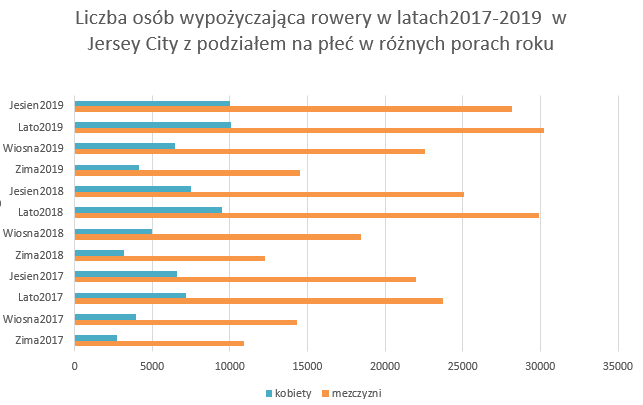 Liczba osób wypożyczająca rowery w latach2017-2019 w
Jersey City z podziałem na płeć w różnych porach roku
Jesien2019
Lato2019
Wiosna2019
Zima2019
Jesien2018
Lato2018
Wiosna2018
Zima2018
Jesien2017
Lato2017
Wiosna2017
Zima2017
0 5000 10000 15000 20000 25000 30000 35000
kobiety mezczyzni